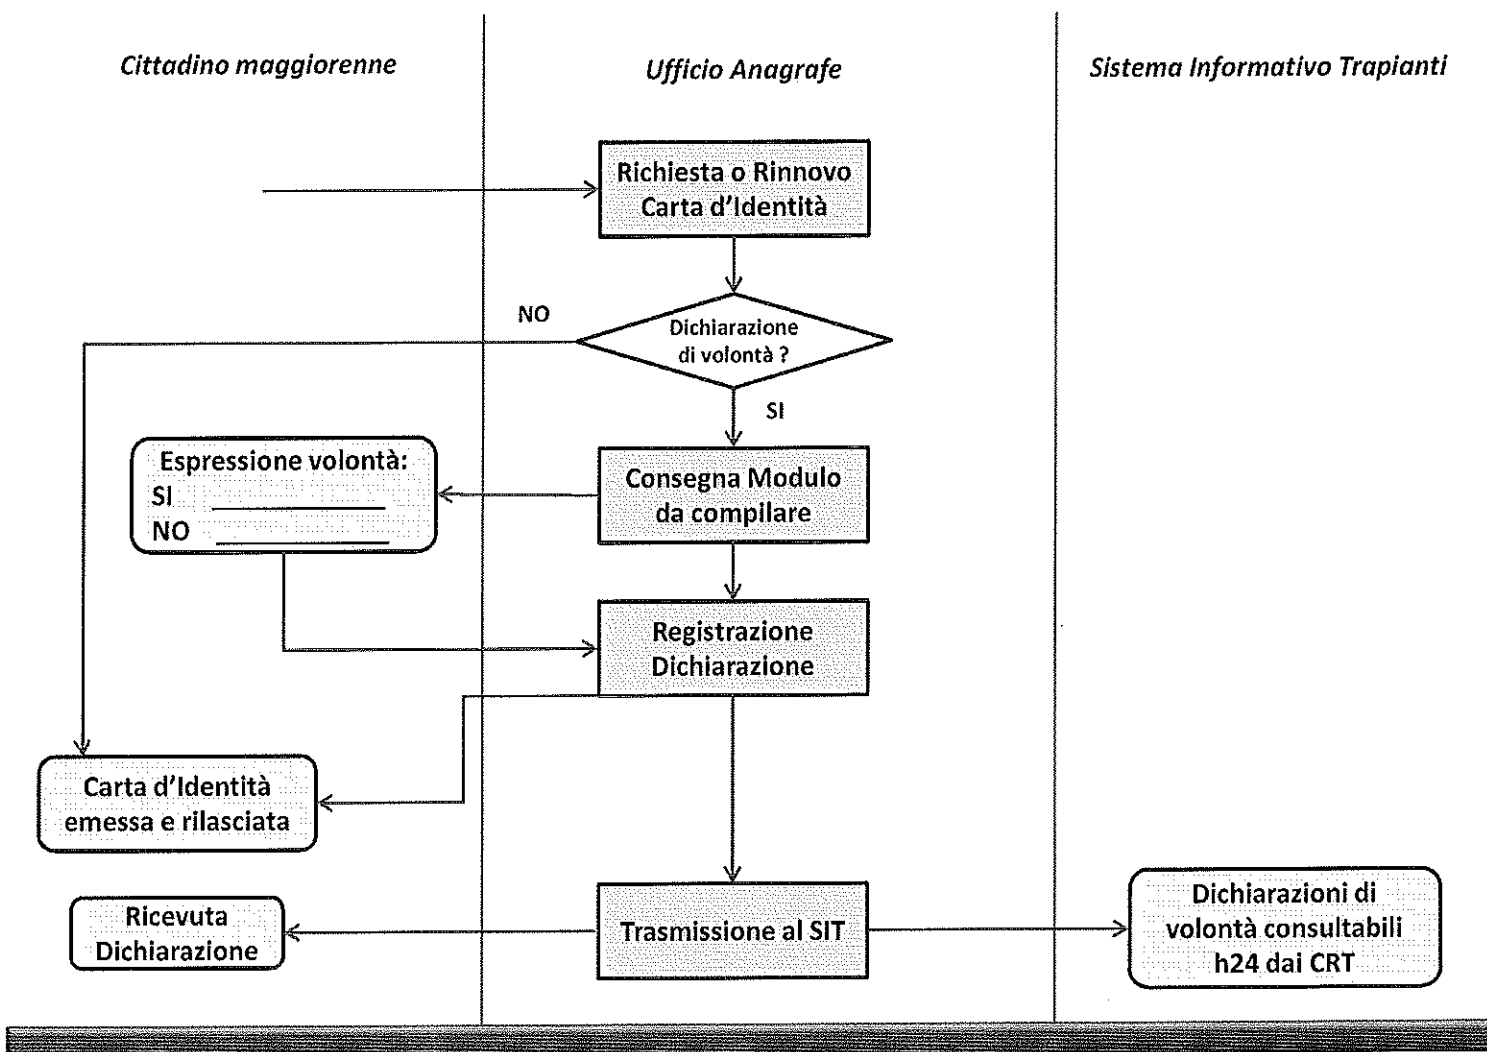 Cittadino maggiorenne
Ufficio Anagrafe
Sistema Informativo Trapianti
Richiesta o Rinnovo
Carta d'Identità
NO
Dichiarazione
di volontà ?
SI
Espressione volontà:
SI
NO
Consegna Modulo
da compilare
Registrazione
Dichiarazione
Carta d'Identità
emessa e rilasciata
Ricevuta
Dichiarazione
Trasmissione al SIT
Dichiarazioni di
volontà consultabili
h24 dai CRT